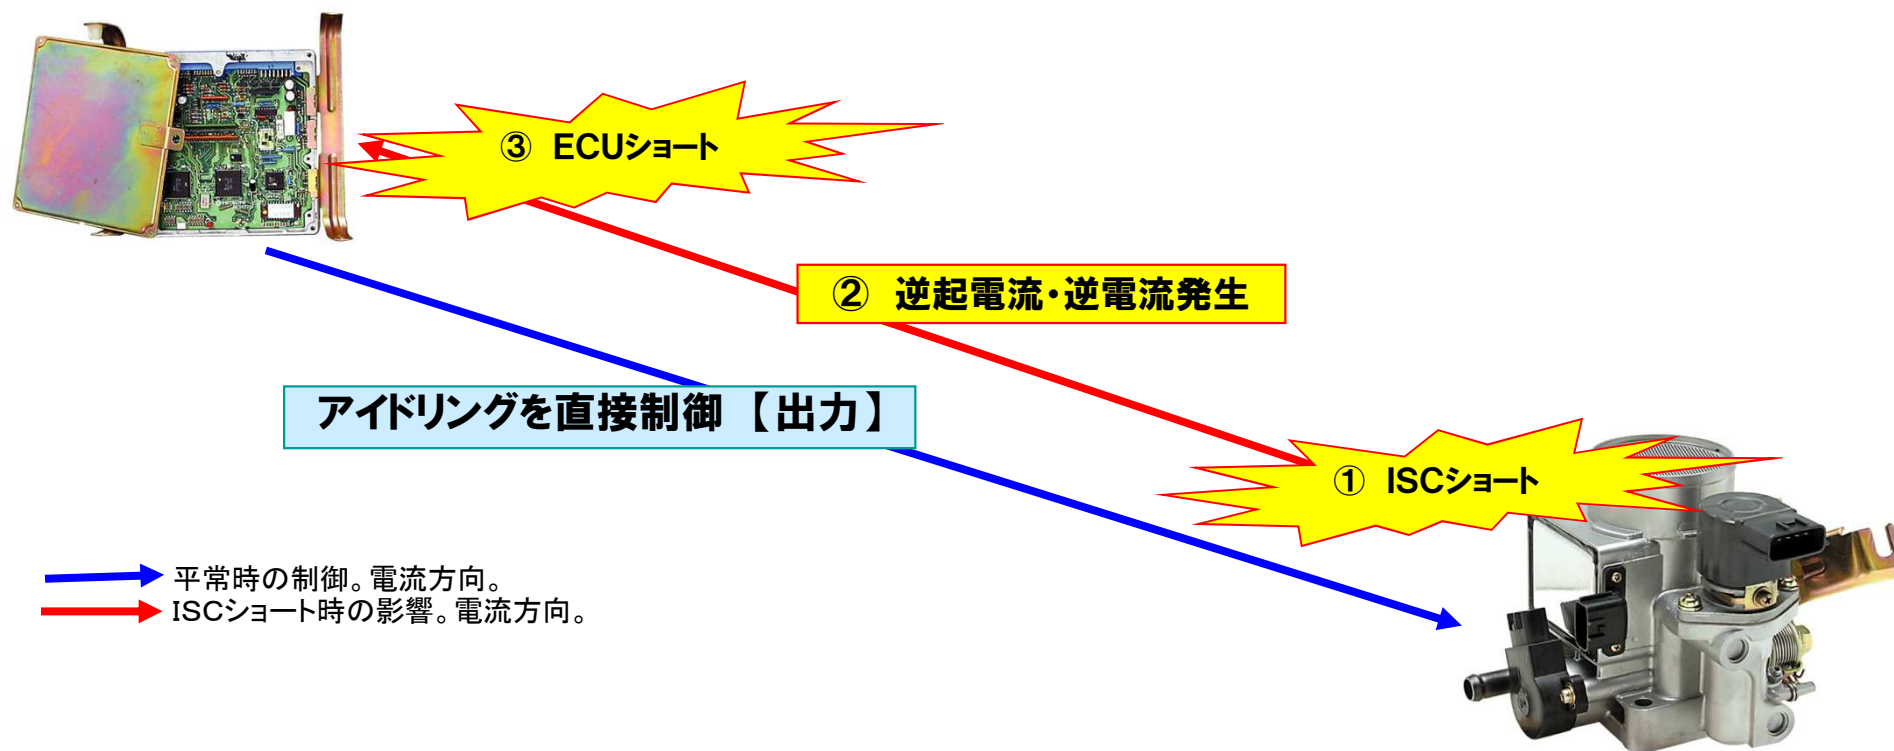 ③ ECUショート
② 逆起電流・逆電流発生
アイドリングを直接制御 【出力】
① ISCショート
平常時の制御。電流方向。
ISCショート時の影響。電流方向。